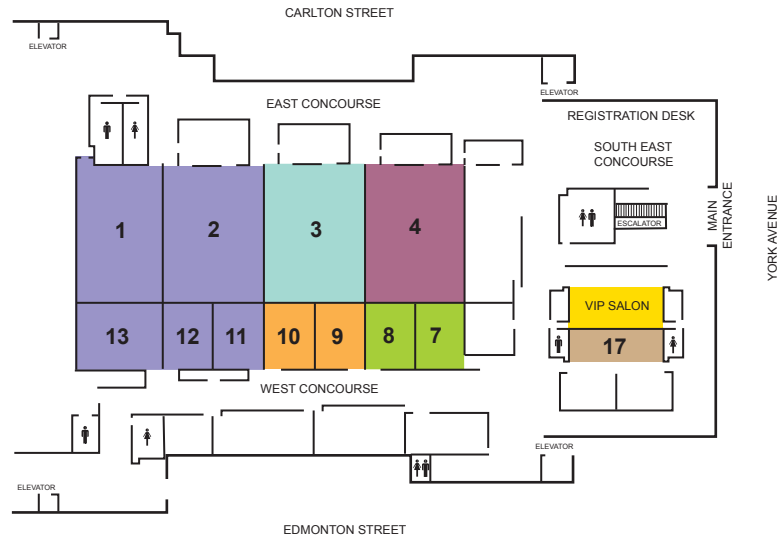 CARLTON STREET
ELEVATOR
ELEVATOR
EAST CONCOURSE
REGISTRATION DESK
SOUTH EAST
CONCOURSE
1
2
3
4
ESCALATOR
MAIN
ENTRANCE
YORK AVENUE
VIP SALON
13
12
11
10
9
8
7
17
WEST CONCOURSE
ELEVATOR
ELEVATOR
EDMONTON STREET